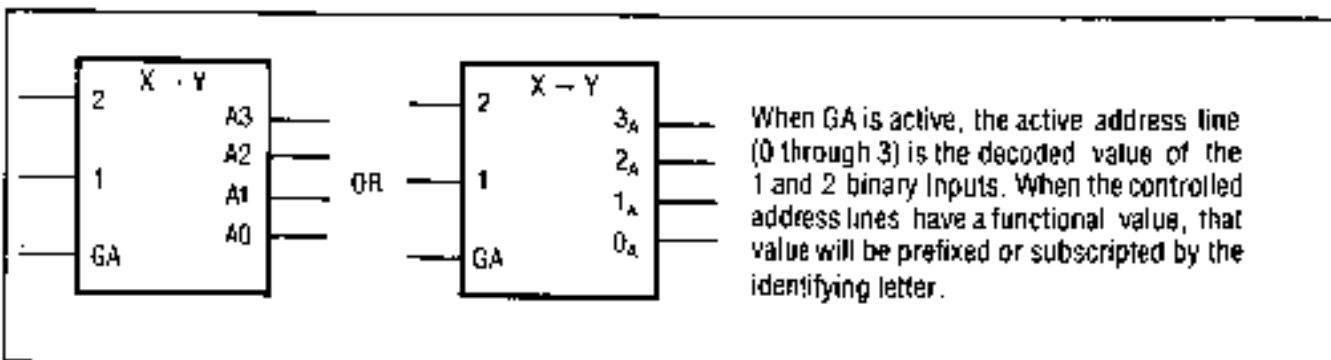 X → Y
2
1
GA
A3
A2
A1
A0
OR
X → Y
2
1
GA
3A
2A
1A
0A
When GA is active, the active address line
(0 through 3) is the decoded value of the
1 and 2 binary inputs. When the controlled
address lines have a functional value, that
value will be prefixed or subscripted by the
identifying letter.